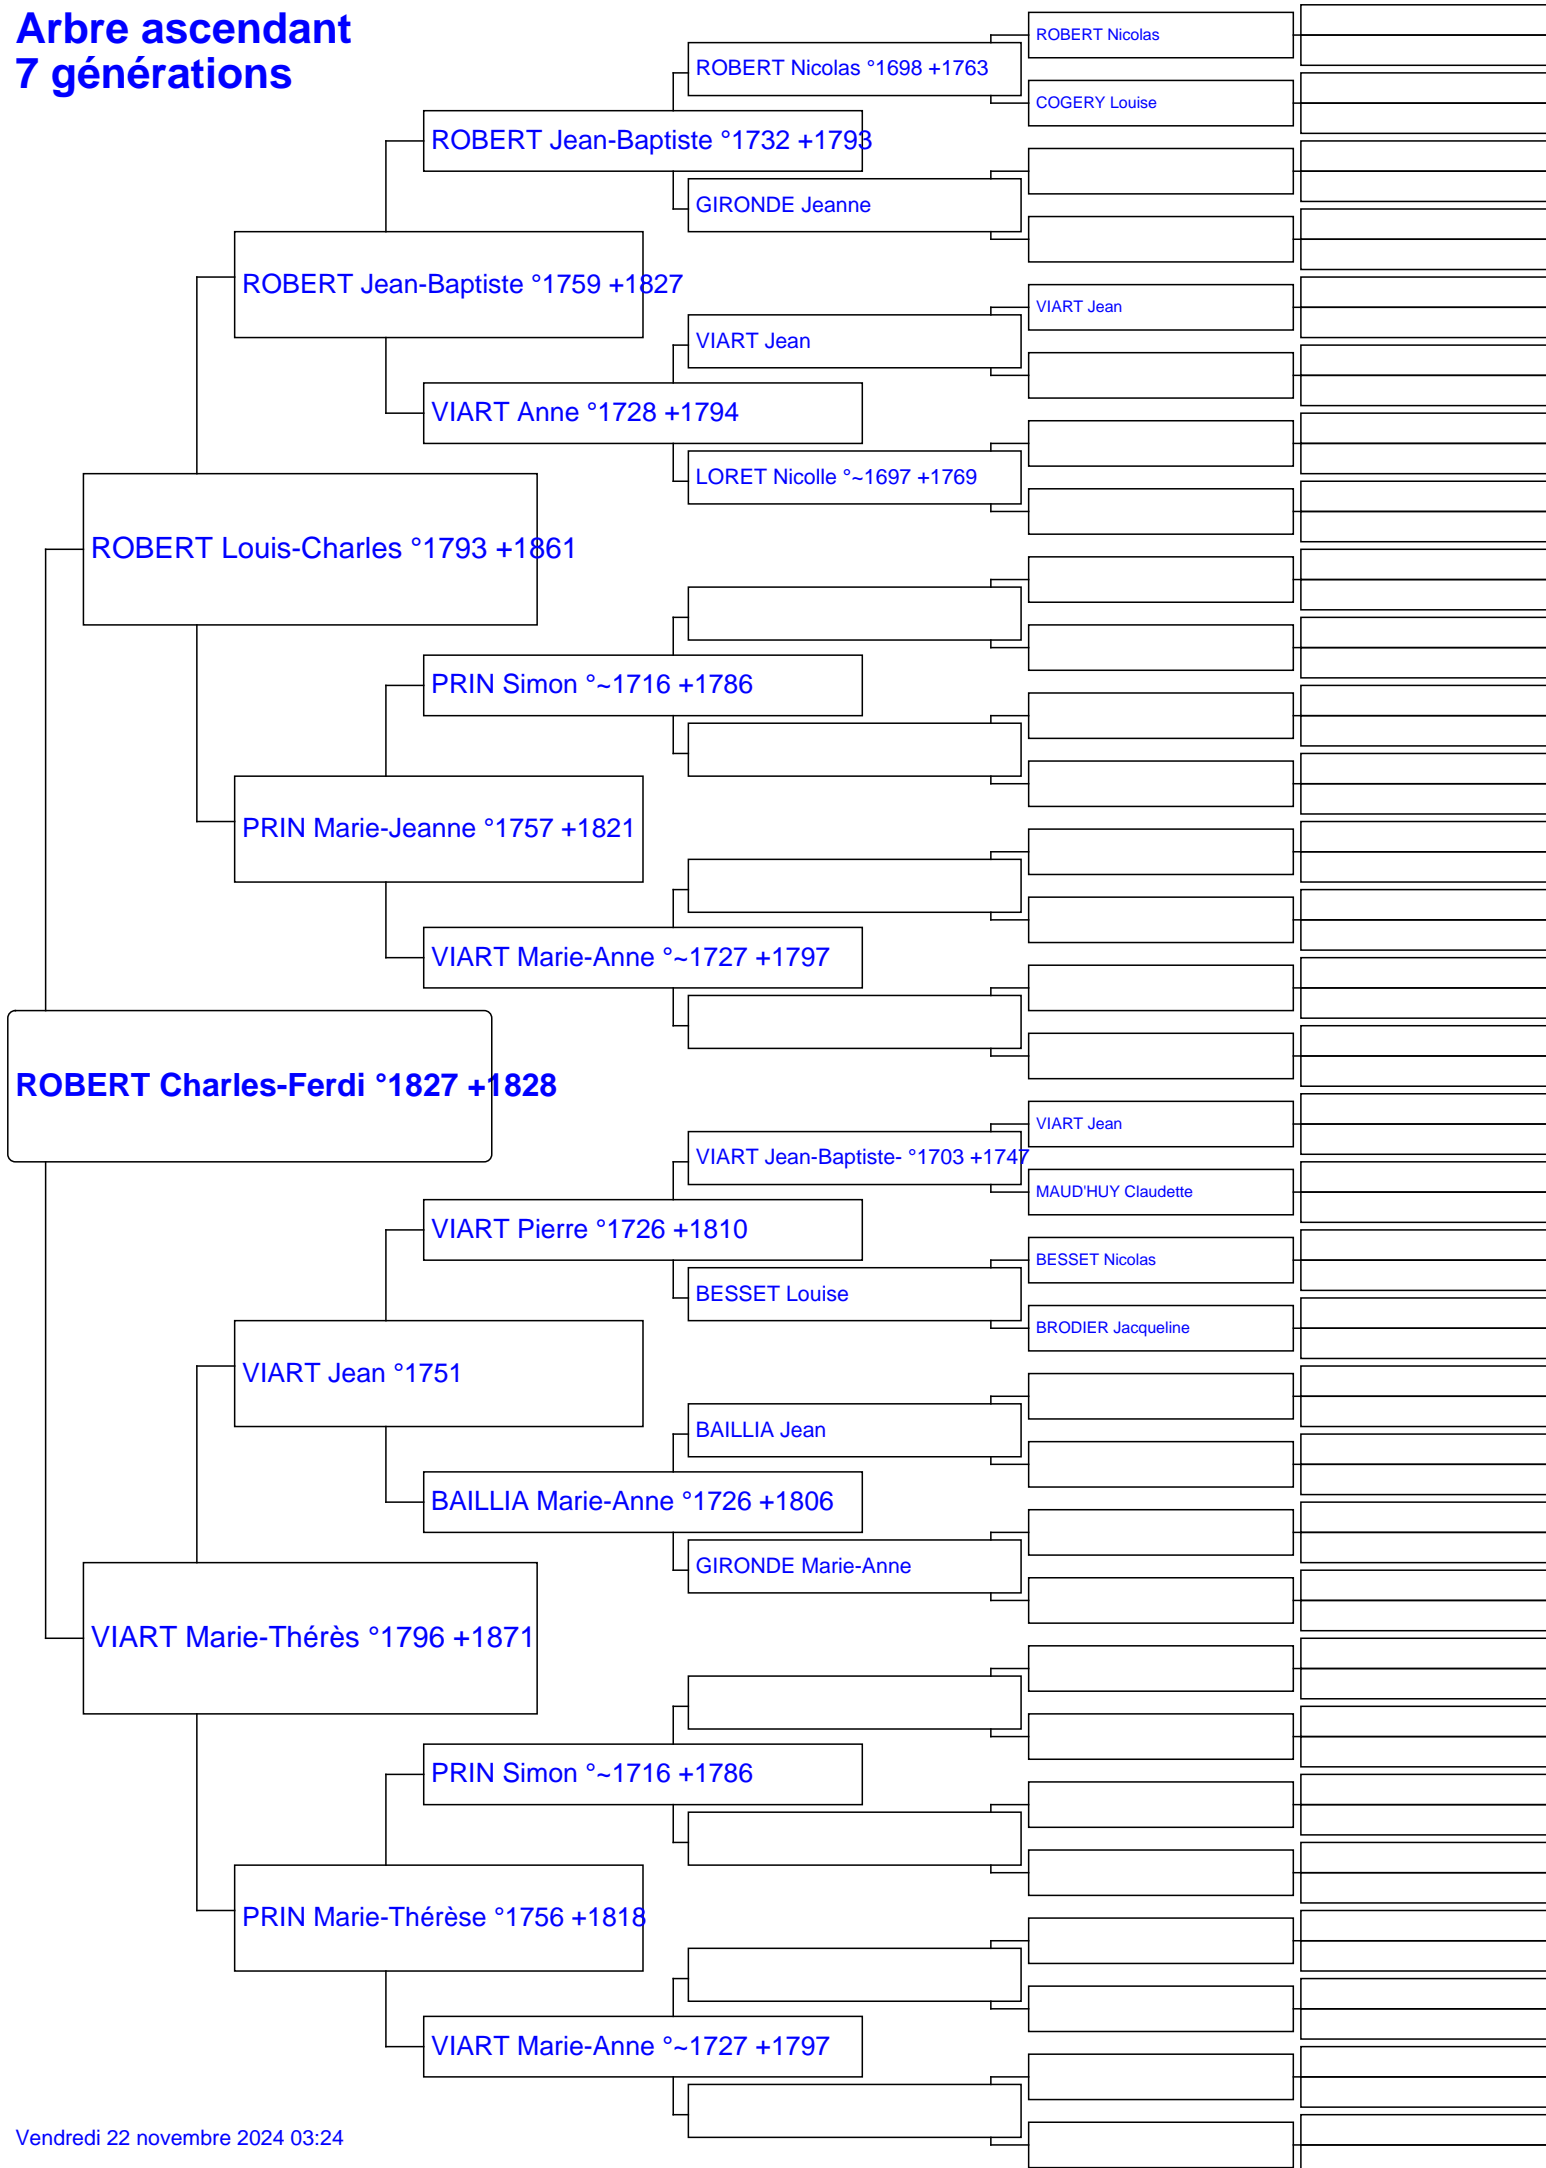 Arbre ascendant
7 générations
ROBERT Nicolas
ROBERT Nicolas °1698 +1763
COGERY Louise
ROBERT Jean-Baptiste °1732 +1793
GIRONDE Jeanne
ROBERT Jean-Baptiste °1759 +1827
VIART Jean
VIART Jean
VIART Anne °1728 +1794
LORET Nicolle °~1697 +1769
ROBERT Louis-Charles °1793 +1861
PRIN Simon °~1716 +1786
PRIN Marie-Jeanne °1757 +1821
VIART Marie-Anne °~1727 +1797
ROBERT Charles-Ferdi °1827 +1828
VIART Jean
VIART Jean-Baptiste- °1703 +1747
MAUD'HUY Claudette
VIART Pierre °1726 +1810
BESSET Nicolas
BESSET Louise
BRODIER Jacqueline
VIART Jean °1751
BAILLIA Jean
BAILLIA Marie-Anne °1726 +1806
GIRONDE Marie-Anne
VIART Marie-Thérès °1796 +1871
PRIN Simon °~1716 +1786
PRIN Marie-Thérèse °1756 +1818
VIART Marie-Anne °~1727 +1797
Vendredi 22 novembre 2024 03:24